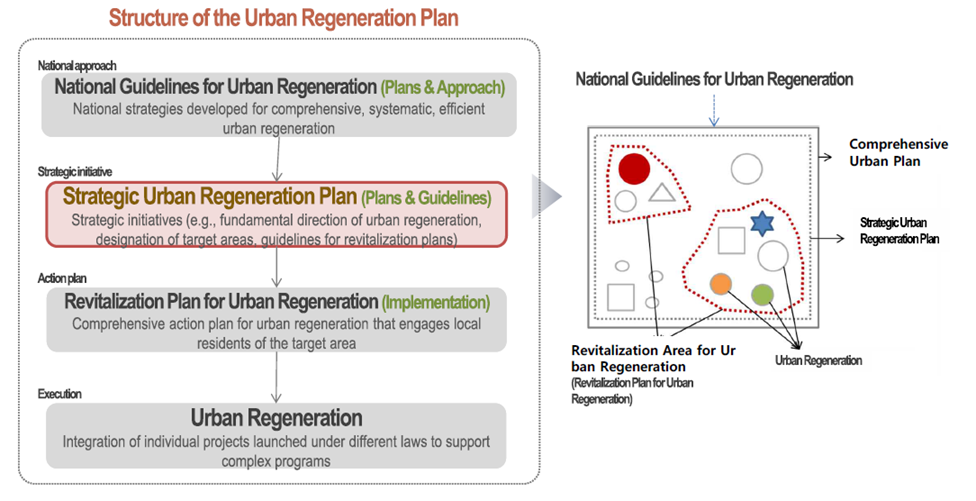 Structure of the Urban Regeneration Plan
National approach
National Guidelines for Urban Regeneration (Plans & Approach)
National strategies developed for comprehensive, systematic, efficient
urban regeneration
Strategic initiative
Strategic Urban Regeneration Plan (Plans & Guidelines)
Strategic initiatives (e.g., fundamental direction of urban regeneration,
designation of target areas, guidelines for revitalization plans)
Action plan
Revitalization Plan for Urban Regeneration (Implementation)
Comprehensive action plan for urban regeneration that engages local
residents of the target area
Execution
Urban Regeneration
Integration of individual projects launched under different laws to support
complex programs
National Guidelines for Urban Regeneration
Comprehensive
Urban Plan
Strategic Urban
Regeneration Plan
Revitalization Area for Ur
ban Regeneration
(Revitalization Plan for Urban
Regeneration)
Urban Regeneration